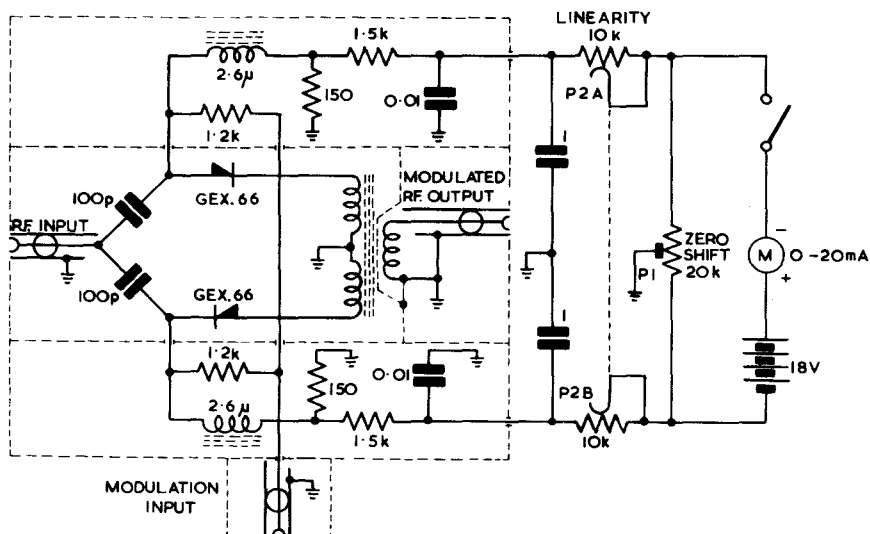 LINEARITY
10k
1·5k
2·6μ
150
0·01
P2A
1·2k
1
100p
GEX.66
MODULATED
RF OUTPUT
RF INPUT
ZERO
SHIFT
20k
P1
-
M
0-20mA
+
100p
GEX.66
1
1·2k
150
0·01
18V
2·6μ
P2B
1·5k
10k
MODULATION
INPUT